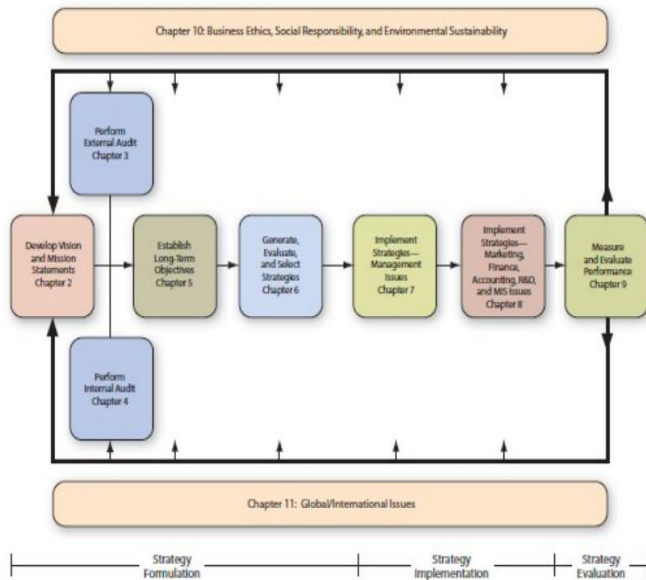 Chapter 10: Business Ethics, Social Responsibility, and Environmental Sustainability
Perform
External Audit
Chapter 3
Develop Vision
and Mission
Statements
Chapter 2
Establish
Long-Term
Objectives
Chapter 5
Generate,
Evaluate,
and Select
Strategies
Chapter 6
Implement
Strategies—
Management
Issues
Chapter 7
Implement
Strategies—
Marketing,
Finance,
Accounting, R&D,
and MIS Issues
Chapter 8
Measure
and Evaluate
Performance
Chapter 9
Perform
Internal Audit
Chapter 4
Chapter 11: Global/International Issues
Strategy
Formulation
Strategy
Implementation
Strategy
Evaluation